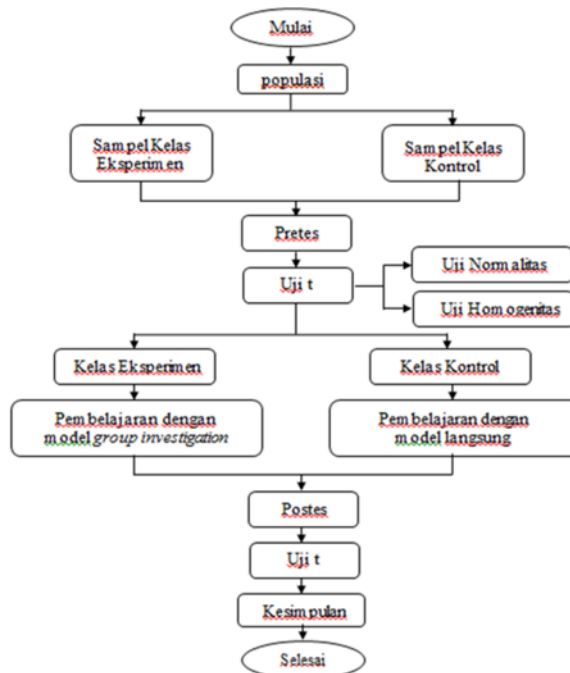 Mulai
populasi
Sampel Kelas
Eksperimen
Sampel Kelas
Kontrol
Pretes
Uji t
Uji Normalitas
Uji Homogenitas
Kelas Eksperimen
Kelas Kontrol
Pembelajaran dengan
model group investigation
Pembelajaran dengan
model langsung
Postes
Uji t
Kesimpulan
Selesai